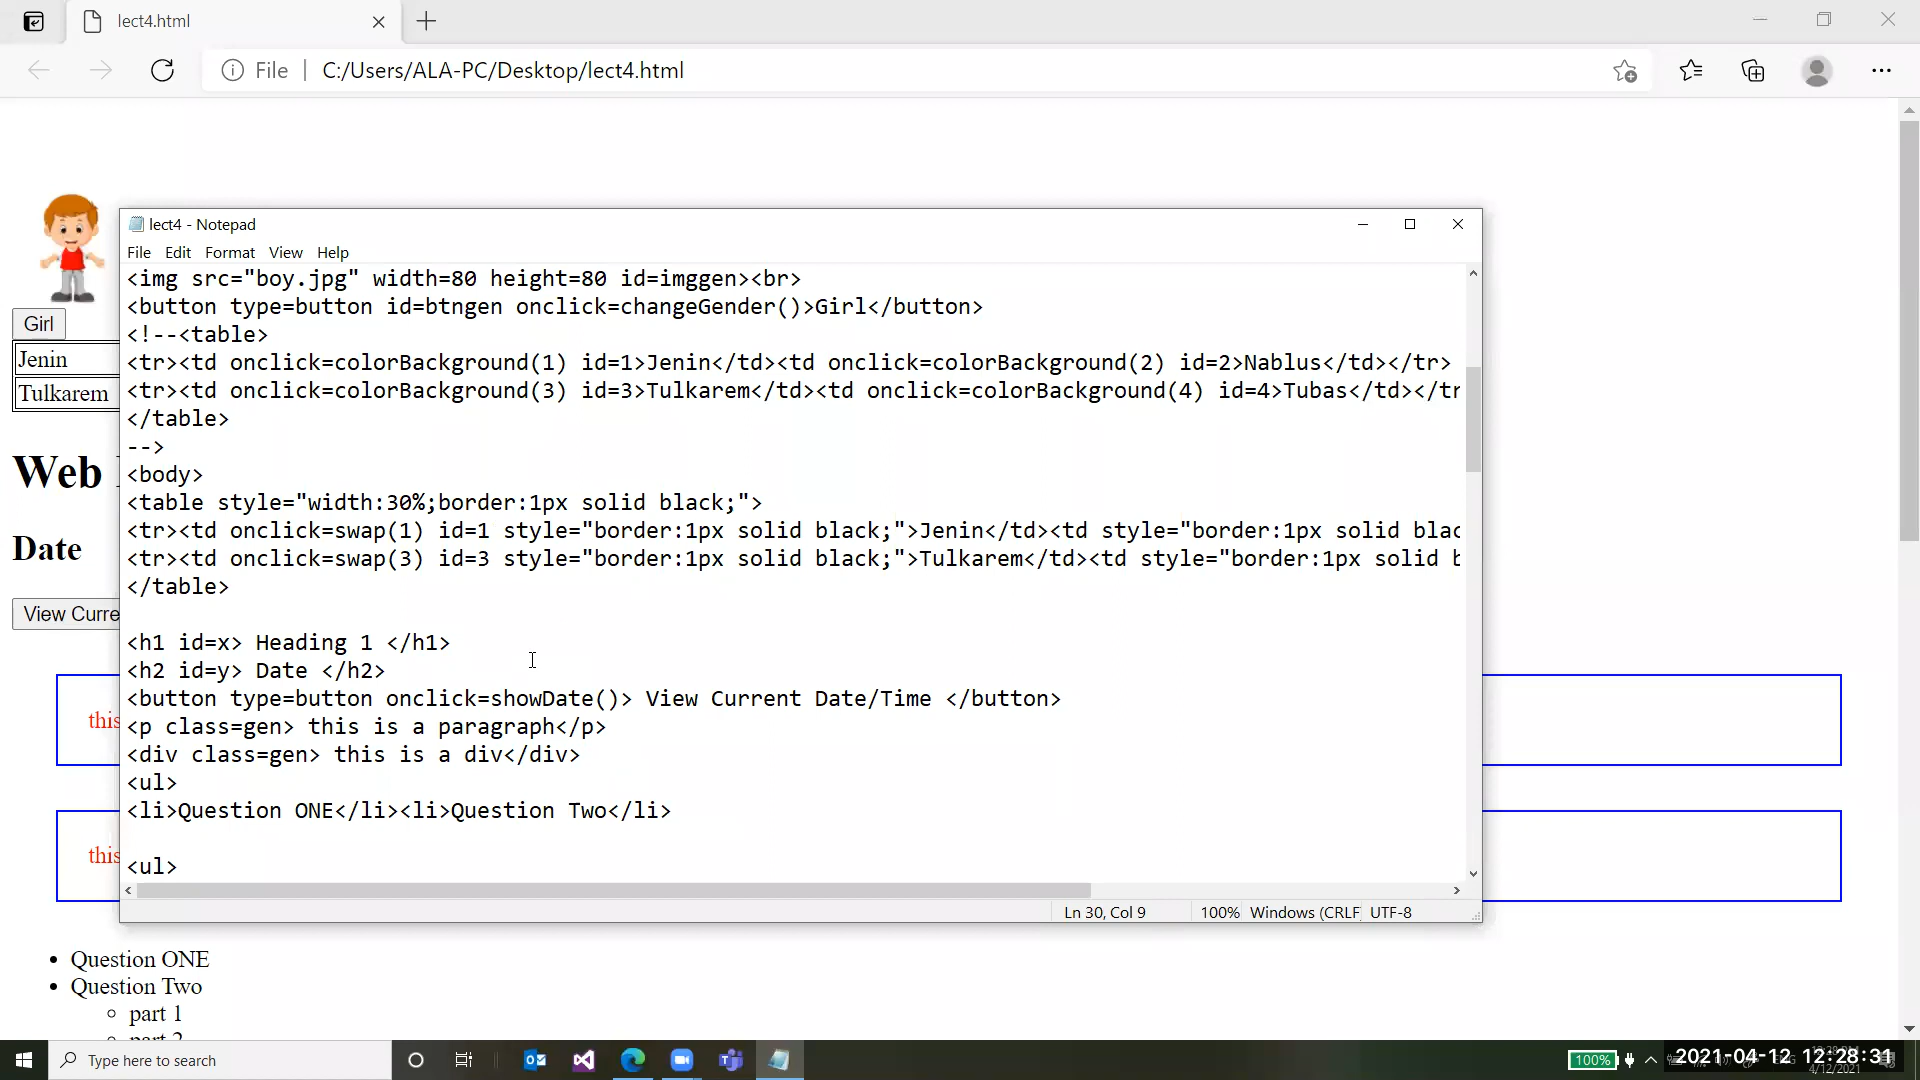 lect4.html
File
C:/Users/ALA-PC/Desktop/lect4.html
Girl
Jenin
Tulkarem
Web
Date
View Curre
this
this
lect4 - Notepad
File Edit Format View Help
<img src="boy.jpg" width=80 height=80 id=imggen><br>
<button type=button id=btngen onclick=changeGender()>Girl</button>
<!--<table>
<tr><td onclick=colorBackground(1) id=1>Jenin</td><td onclick=colorBackground(2) id=2>Nablus</td></tr>
<tr><td onclick=colorBackground(3) id=3>Tulkarem</td><td onclick=colorBackground(4) id=4>Tubas</td></tr
</table>
-->
<body>
<table style="width:30%;border:1px solid black;">
<tr><td onclick=swap(1) id=1 style="border:1px solid black;">Jenin</td><td style="border:1px solid blac
<tr><td onclick=swap(3) id=3 style="border:1px solid black;">Tulkarem</td><td style="border:1px solid b
</table>
<h1 id=x> Heading 1 </h1>
<h2 id=y> Date </h2>
<button type=button onclick=showDate()> View Current Date/Time </button>
<p class=gen> this is a paragraph</p>
<div class=gen> this is a div</div>
<ul>
<li>Question ONE</li><li>Question Two</li>
<ul>
Ln 30, Col 9
100%
Windows (CRLF
UTF-8
Question ONE
Question Two
part 1
part 2
Type here to search
100%
2021-04-12 12:28:31
4/12/2021